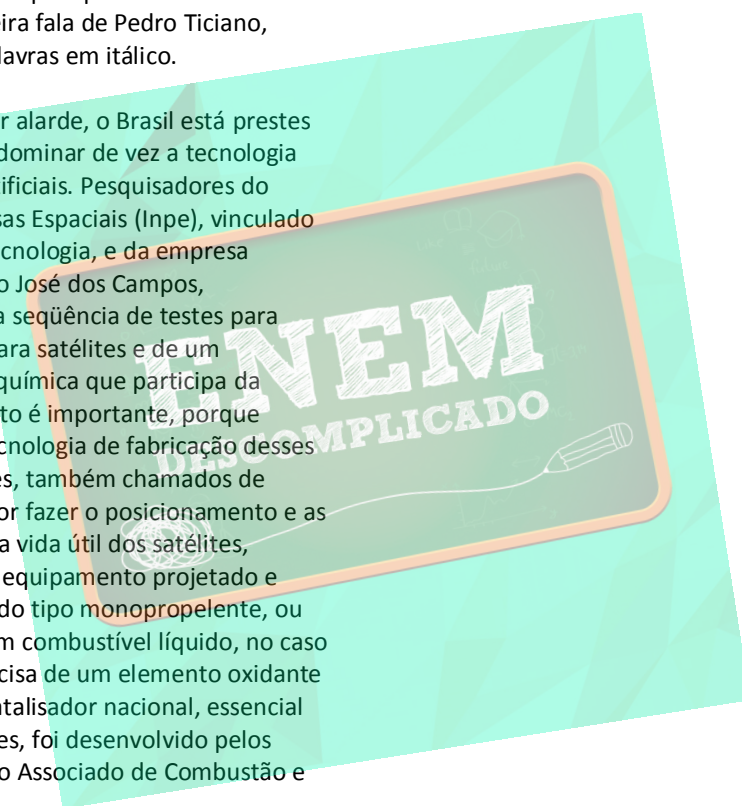 eira fala de Pedro Ticiano,
lavras em itálico.
r alarde, o Brasil está prestes
dominar de vez a tecnologia
tificiais. Pesquisadores do
sas Espaciais (Inpe), vinculado
cnologia, e da empresa
o José dos Campos,
a seqüência de testes para
ara satélites e de um
química que participa da
to é importante, porque
cnologia de fabricação desses
es, também chamados de
or fazer o posicionamento e as
a vida útil dos satélites,
equipamento projetado e
do tipo monopropelente, ou
m combustível líquido, no caso
cisa de um elemento oxidante
atalisador nacional, essencial
es, foi desenvolvido pelos
o Associado de Combustão e
ENEM
DESCOMPLICADO